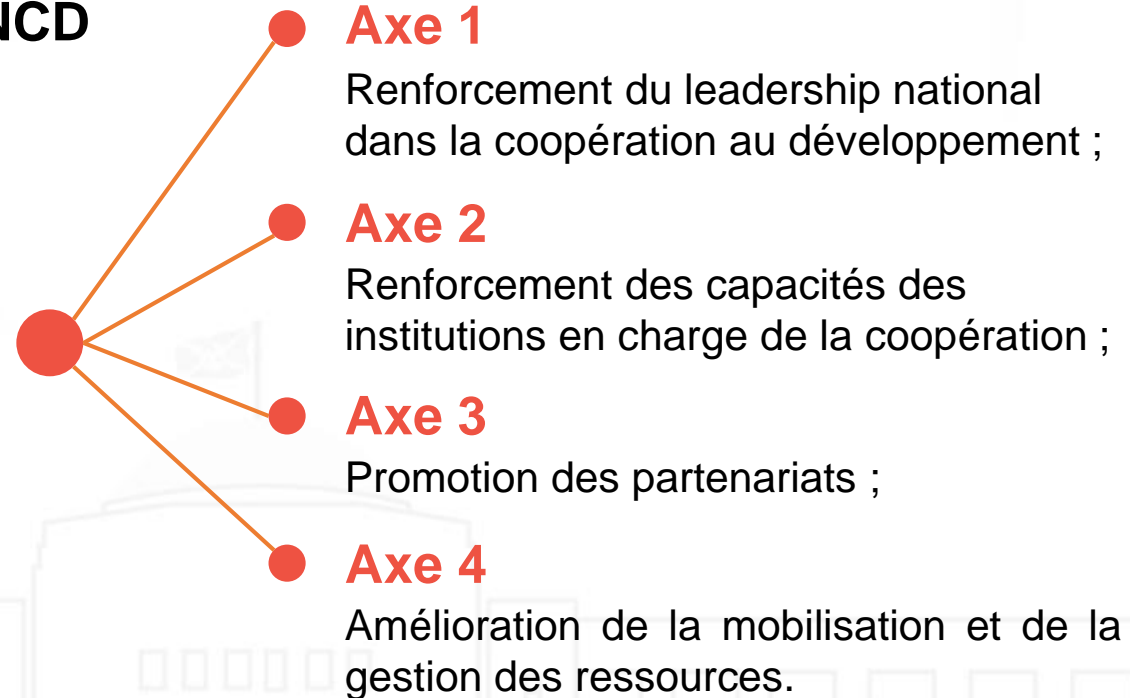 NCD
Axe 1
Renforcement du leadership national
dans la coopération au développement ;
Axe 2
Renforcement des capacités des
institutions en charge de la coopération ;
Axe 3
Promotion des partenariats ;
Axe 4
Amélioration de la mobilisation et de la
gestion des ressources.